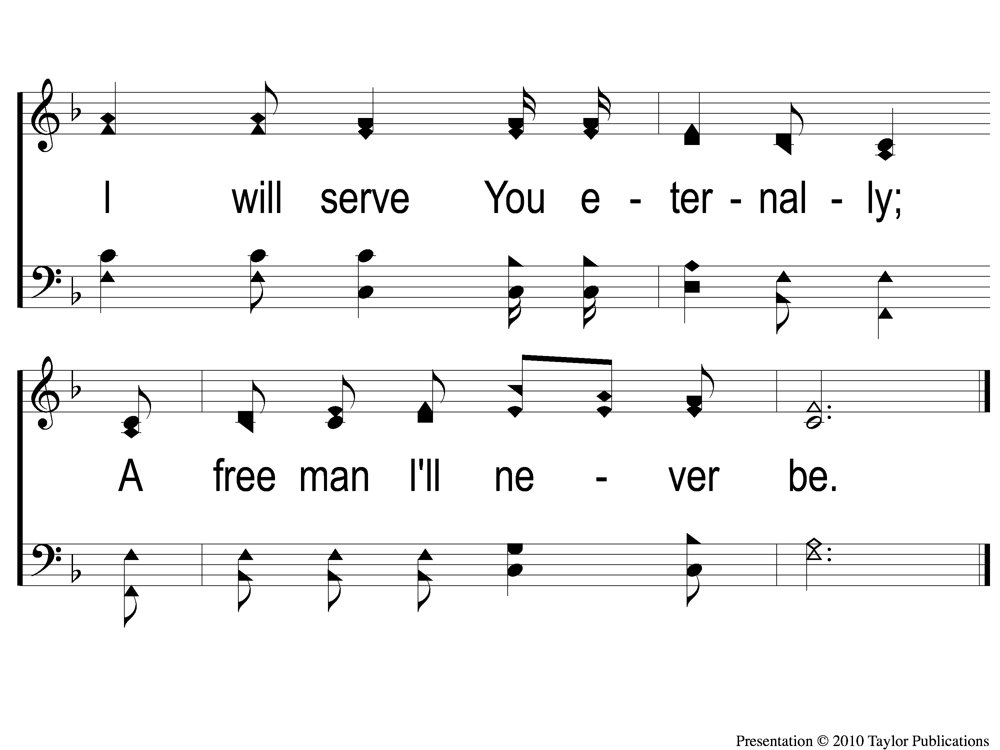 I will serve You e - ter - nal - ly;
A free man I'll ne - ver be.
Presentation © 2010 Taylor Publications